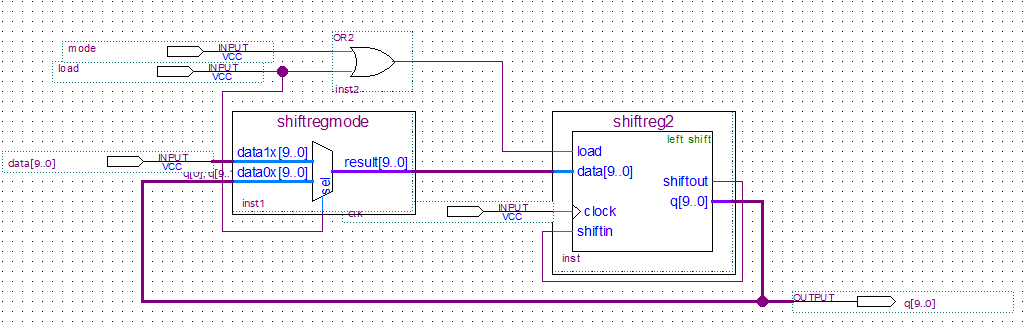 OR2
mode
INPUT
VCC
load
INPUT
VCC
inst2
shiftregmode
shiftreg2
left shift
data1x[9..0]
load
data[9..0]
INPUT
VCC
result[9..0]
data[9..0]
data0x[9..0]
sel
shiftout
q[9..0]
inst1
clk
INPUT
VCC
clock
shiftin
inst
OUTPUT
q[9..0]